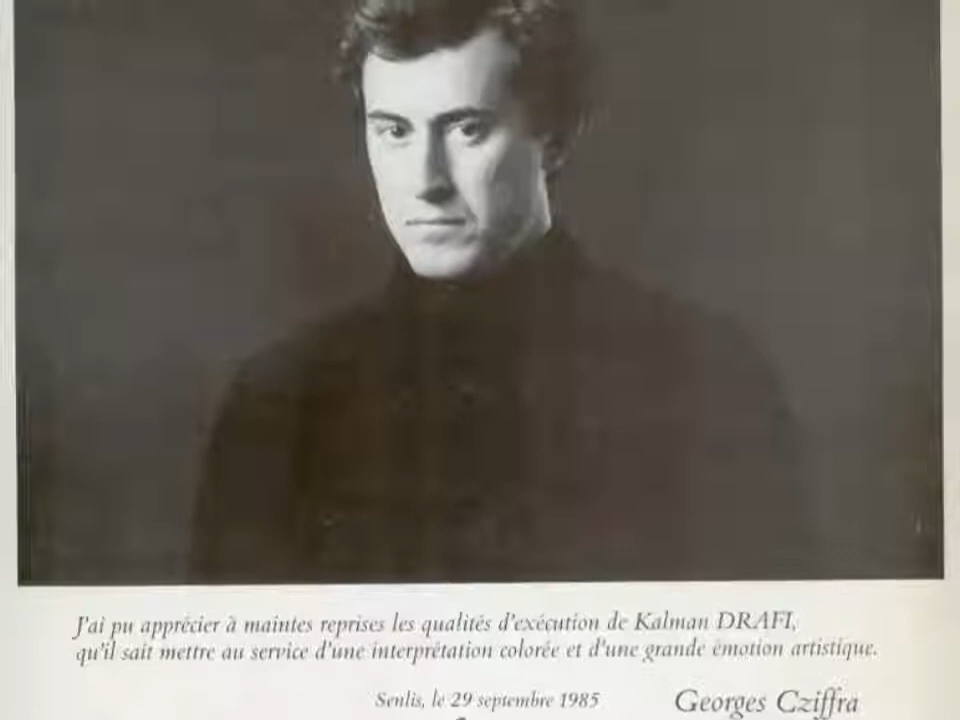 J'ai pu apprécier à maintes reprises les qualités d'exécution de Kalman DRAFI,
qu'il sait mettre au service d'une interprétation colorée et d'une grande émotion artistique.
Senlis, le 29 septembre 1985
Georges Cziffra